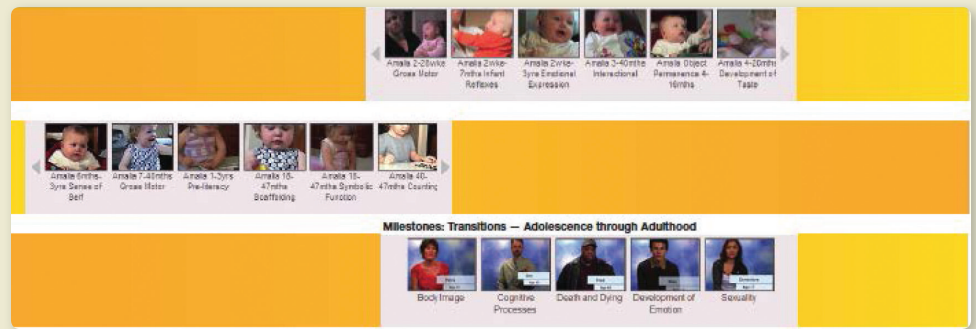 Amalia 2-28wks Gross Motor
Amalia 2wks-7mths Infant Reflexes
Amalia 2wks-3yrs Emotional Expression
Amalia 3-40mths Interactional
Amalia Object Permanence 4-16mths
Amalia 4-20mths Development of Taste
Amalia 6mths-3yrs Sense of Self
Amalia 7-48mths Gross Motor
Amalia 1-3yrs Pre-literacy
Amalia 18-47mths Scaffolding
Amalia 18-47mths Symbolic Function
Amalia 40-47mths Counting
Milestones: Transitions — Adolescence through Adulthood
Body Image
Cognitive Processes
Death and Dying
Development of Emotion
Sexuality